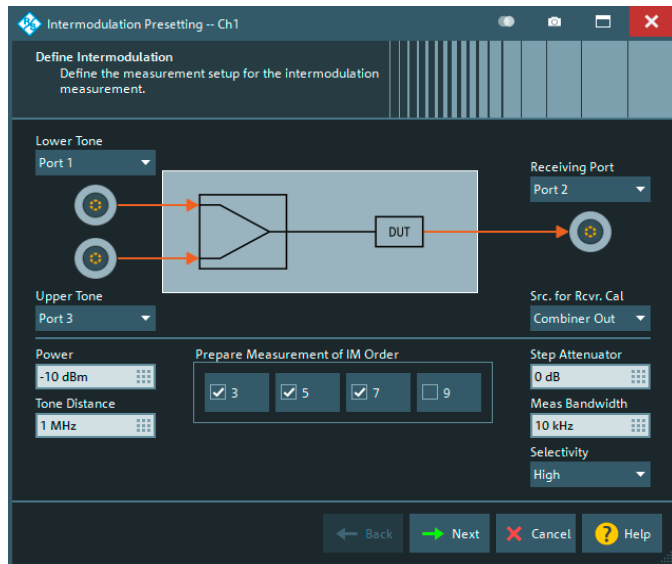 Intermodulation Presetting -- Ch1
Define Intermodulation
Define the measurement setup for the intermodulation
measurement.
Lower Tone
Port 1
Receiving Port
Port 2
DUT
Upper Tone
Port 3
Src. for Rcvr. Cal
Combiner Out
Power
-10 dBm
Prepare Measurement of IM Order
3
5
7
9
Step Attenuator
0 dB
Tone Distance
1 MHz
Meas Bandwidth
10 kHz
Selectivity
High
Back
Next
Cancel
? Help